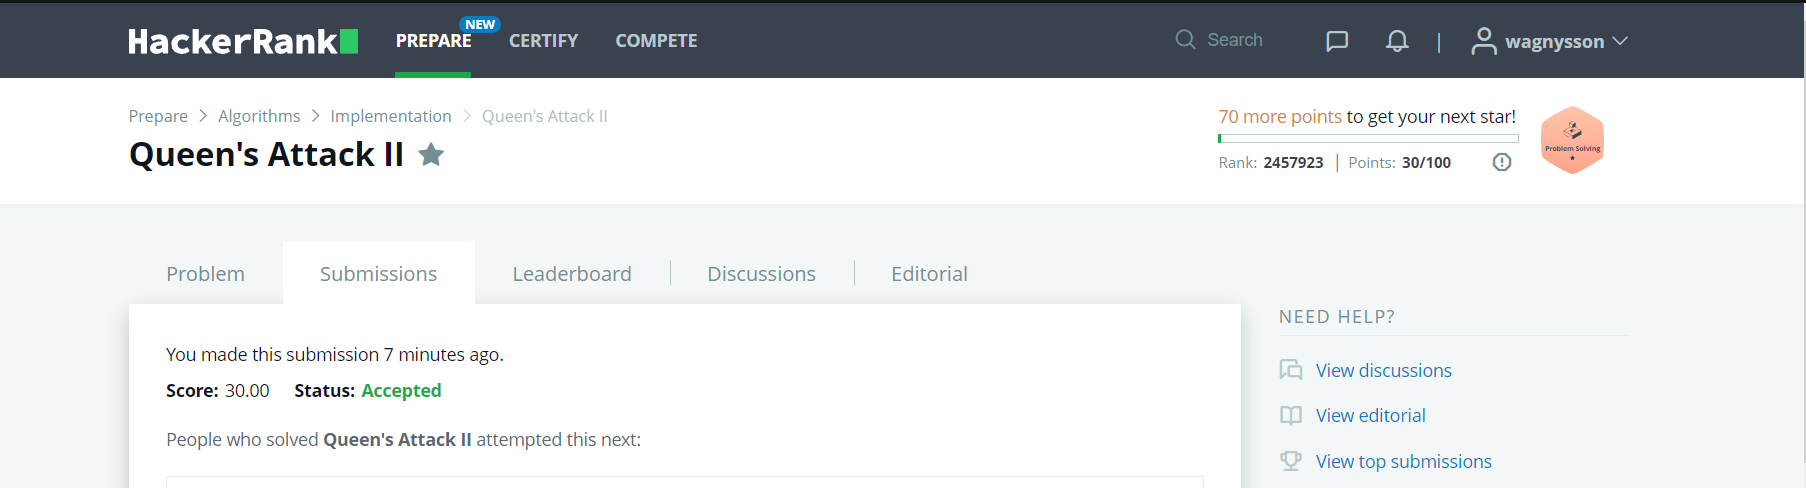 HackerRank PREPARE NEW CERTIFY COMPETE Search wagnysson
Prepare > Algorithms > Implementation > Queen's Attack II
Queen's Attack II
70 more points to get your next star!
Rank: 2457923 | Points: 30/100
Problem Solving
Problem Submissions Leaderboard Discussions Editorial
You made this submission 7 minutes ago.
Score: 30.00 Status: Accepted
People who solved Queen's Attack II attempted this next:
NEED HELP?
View discussions
View editorial
View top submissions